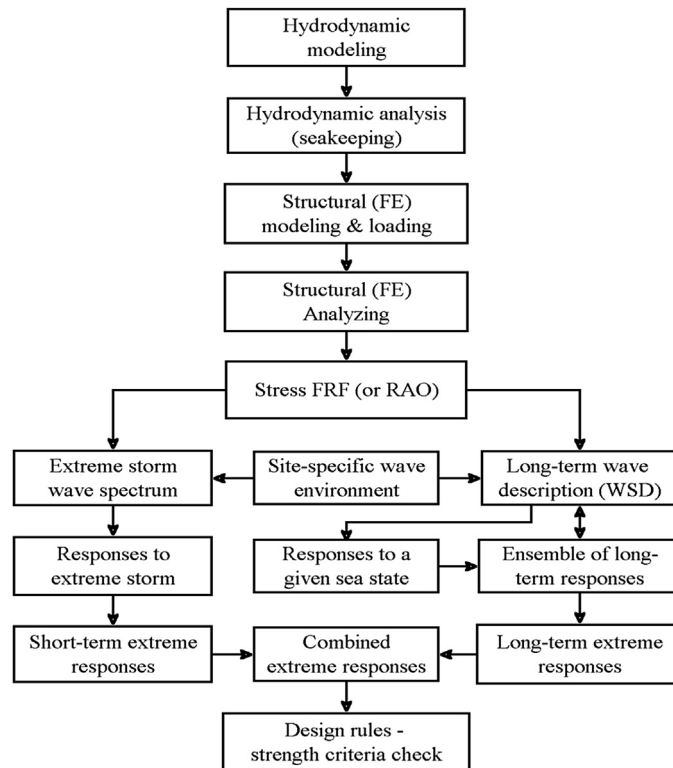 Hydrodynamic
modeling
Hydrodynamic analysis
(seakeeping)
Structural (FE)
modeling & loading
Structural (FE)
Analyzing
Stress FRF (or RAO)
Extreme storm
wave spectrum
Site-specific wave
environment
Long-term wave
description (WSD)
Responses to
extreme storm
Responses to a
given sea state
Ensemble of long-
term responses
Short-term extreme
responses
Combined
extreme responses
Long-term extreme
responses
Design rules -
strength criteria check